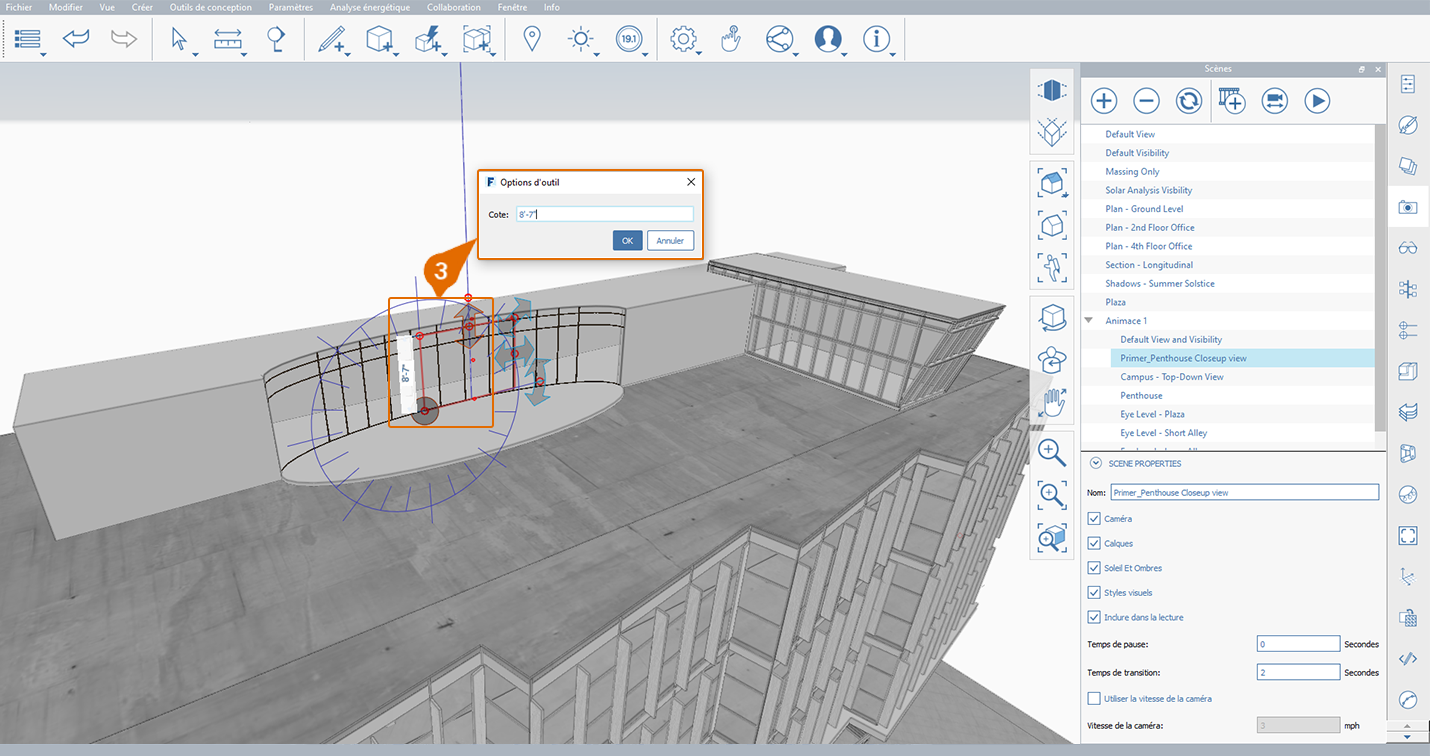 Fichier Modifier Vue Créer Outils de conception Paramètres Analyse énergétique Collaboration Fenêtre Info
19.1
Scènes
Default View
Default Visibility
Massing Only
Solar Analysis Visbility
Plan - Ground Level
Plan - 2nd Floor Office
Plan - 4th Floor Office
Section - Longitudinal
Shadows - Summer Solstice
Plaza
Animace 1
Default View and Visibility
Primer_Penthouse Closeup view
Campus - Top-Down View
Penthouse
Eye Level - Plaza
Eye Level - Short Alley
F Options d'outil
Cote: 8'-7"
OK Annuler
3
8'-7"
SCENE PROPERTIES
Nom: Primer_Penthouse Closeup view
Caméra
Calques
Soleil Et Ombres
Styles visuels
Indure dans la lecture
Temps de pause: 0 Secondes
Temps de transition: 2 Secondes
Utiliser la vitesse de la caméra
Vitesse de la caméra: 3 mph